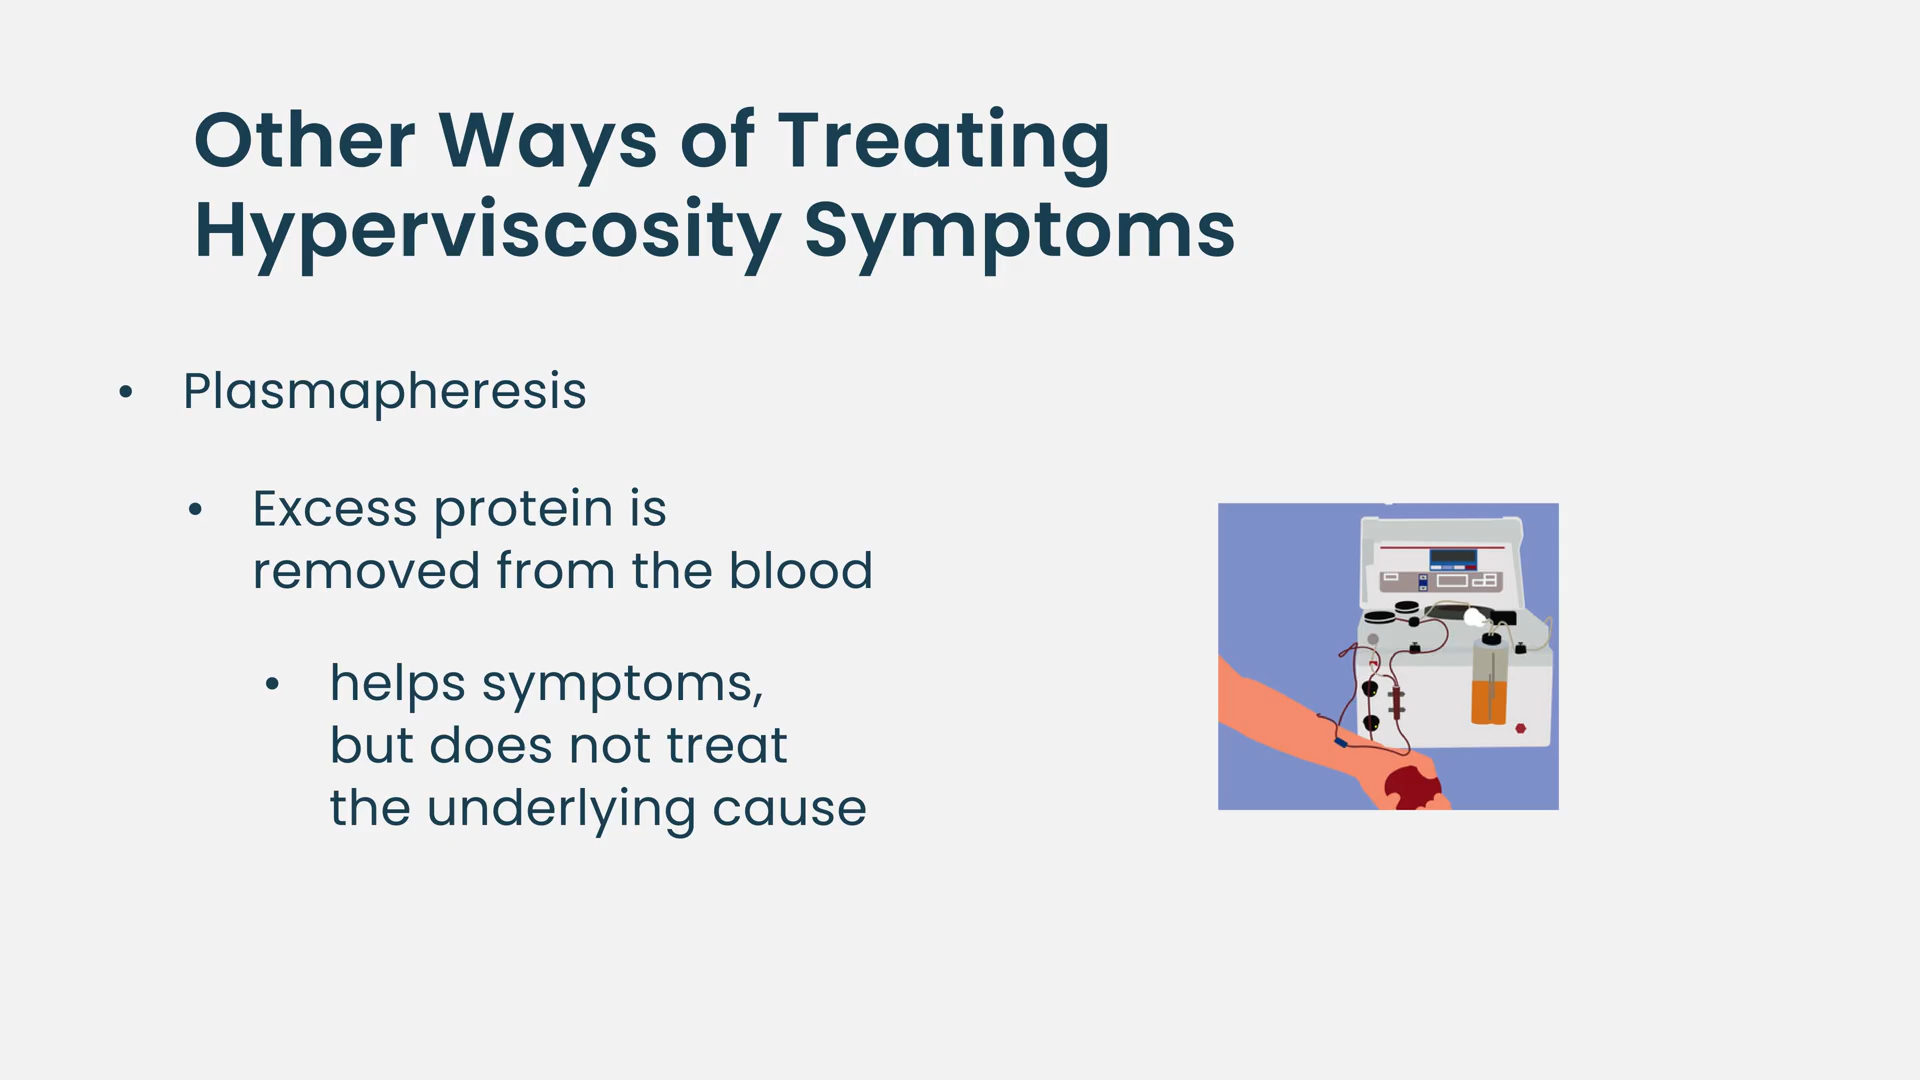 Other Ways of Treating
Hyperviscosity Symptoms
• Plasmapheresis
• Excess protein is
removed from the blood
• helps symptoms,
but does not treat
the underlying cause